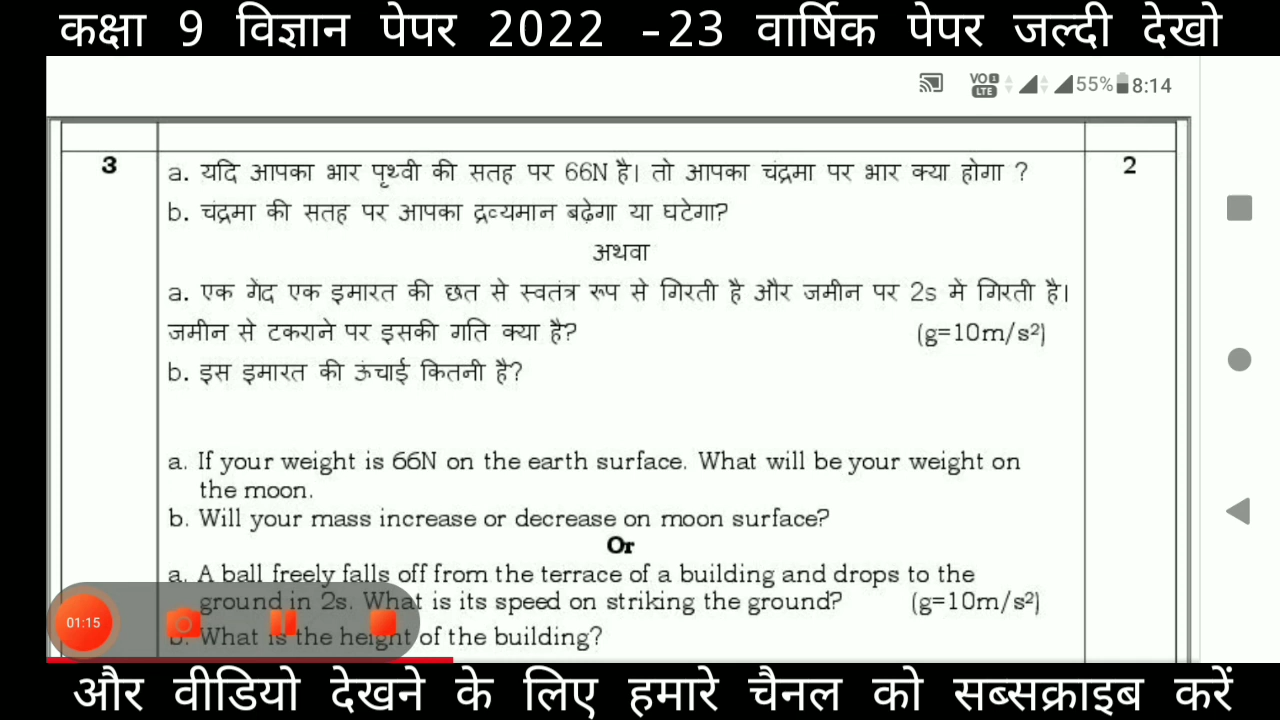 कक्षा 9 विज्ञान पेपर 2022 -23 वार्षिक पेपर जल्दी देखो
VO LTE 55% 8:14
3
2
a. यदि आपका भार पृथ्वी की सतह पर 66N है। तो आपका चंद्रमा पर भार क्या होगा ?
b. चंद्रमा की सतह पर आपका द्रव्यमान बढ़ेगा या घटेगा?
अथवा
a. एक गेंद एक इमारत की छत से स्वतंत्र रूप से गिरती है और जमीन पर 2s में गिरती है।
जमीन से टकराने पर इसकी गति क्या है? (g=10m/s²)
b. इस इमारत की ऊंचाई कितनी है?
a. If your weight is 66N on the earth surface. What will be your weight on
the moon.
b. Will your mass increase or decrease on moon surface?
Or
a. A ball freely falls off from the terrace of a building and drops to the
ground in 2s. What is its speed on striking the ground? (g=10m/s²)
b. What is the height of the building?
01:15
और वीडियो देखने के लिए हमारे चैनल को सब्सक्राइब करें